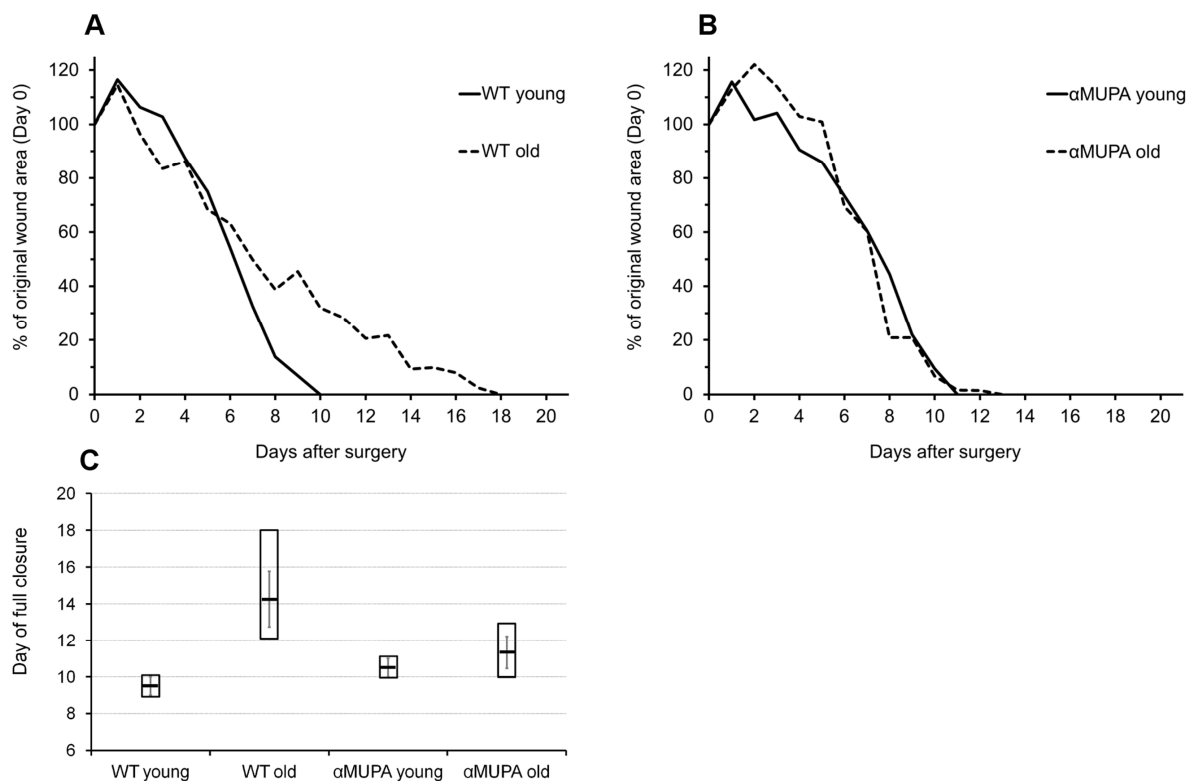 A
% of original wound area (Day 0)
120
100
80
60
40
20
0
0 2 4 6 8 10 12 14 16 18 20
Days after surgery
WT young
WT old
B
% of original wound area (Day 0)
120
100
80
60
40
20
0
0 2 4 6 8 10 12 14 16 18 20
Days after surgery
αMUPA young
αMUPA old
C
Day of full closure
20
18
16
14
12
10
8
6
WT young WT old αMUPA young αMUPA old